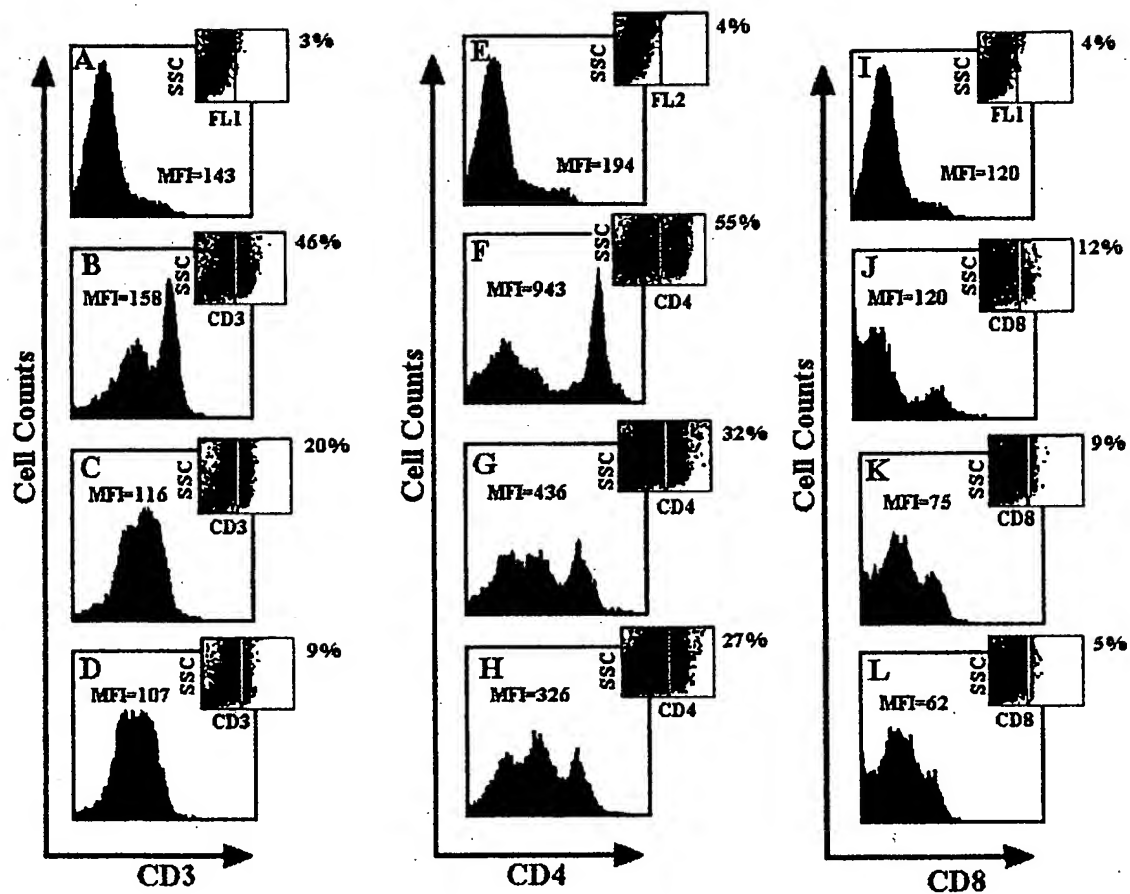 A
SSC
3%
FL1
MFI=143
B
SSC
46%
MFI=158
CD3
C
SSC
20%
MFI=116
CD3
D
SSC
9%
MFI=107
CD3
Cell Counts
CD3
E
SSC
4%
FL2
MFI=194
F
SSC
55%
MFI=943
CD4
G
SSC
32%
MFI=436
CD4
H
SSC
27%
MFI=326
CD4
Cell Counts
CD4
I
SSC
4%
FL1
MFI=120
J
SSC
12%
MFI=120
CD8
K
SSC
9%
MFI=75
CD8
L
SSC
5%
MFI=62
CD8
Cell Counts
CD8